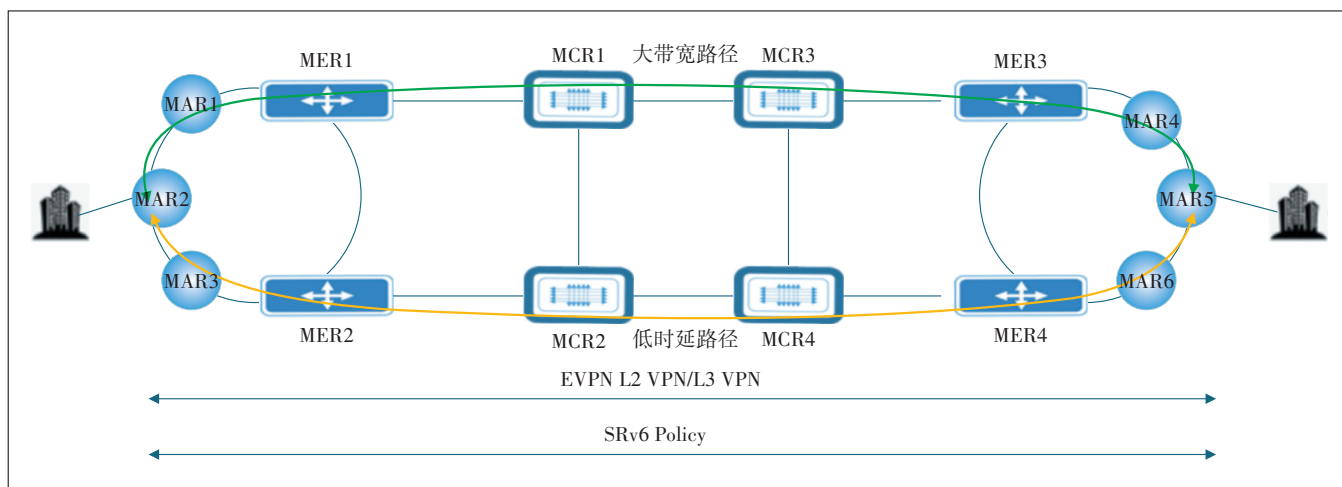 MER1
MCR1
大带宽路径
MCR3
MER3
MAR1
MAR4
MAR2
MAR5
MAR3
MAR6
MER2
MCR2
低时延路径
MCR4
MER4
EVPN L2 VPN/L3 VPN
SRv6 Policy